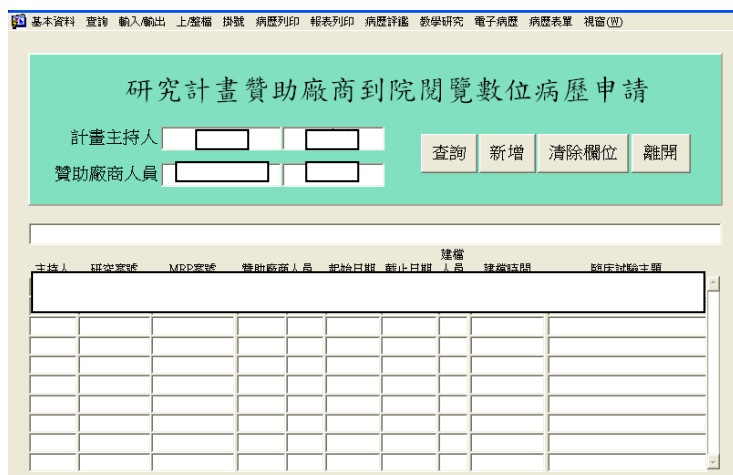 基本資料 查詢 輸入/輸出 上/整檔 掛號 病歷列印 報表列印 病歷評鑑 教學研究 電子病歷 病歷表單 視窗(W)
研究計畫贊助廠商到院閱覽數位病歷申請
計畫主持人
贊助廠商人員
查詢 新增 清除欄位 離開
主持人 研究案號 MRP案號 贊助廠商人員 起始日期 截止日期 建檔人員 建檔時間 臨床試驗主題